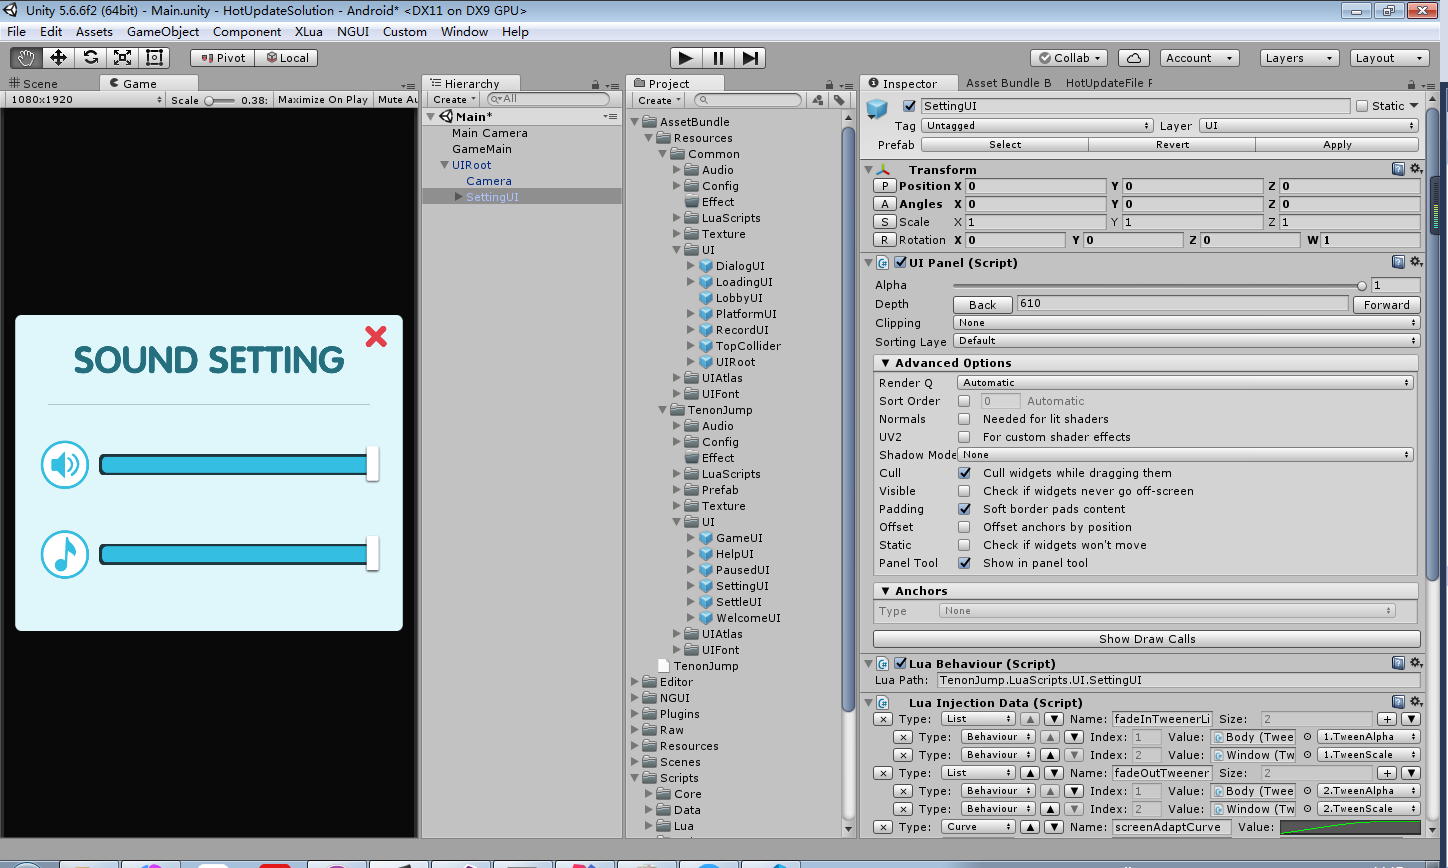 Unity 5.6.6f2 (64bit) - Main.unity - HotUpdateSolution - Android* <DX11 on DX9 GPU>
File Edit Assets GameObject Component XLua NGUI Custom Window Help
Pivot Local Collab Account Layers Layout
Scene Game
1080x1920 Scale 0.38: Maximize On Play Mute Au
SOUND SETTING
Hierarchy
Create All
Main*
Main Camera
GameMain
UIRoot
Camera
SettingUI
Project
Create
AssetBundle
Resources
Common
Audio
Config
Effect
LuaScripts
Texture
UI
DialogUI
LoadingUI
LobbyUI
PlatformUI
RecordUI
TopCollider
UIRoot
UIAtlas
UIFont
TenonJump
Audio
Config
Effect
LuaScripts
Prefab
Texture
UI
GameUI
HelpUI
PausedUI
SettingUI
SettleUI
WelcomeUI
UIAtlas
UIFont
TenonJump
Editor
NGUI
Plugins
Raw
Resources
Scenes
Scripts
Core
Data
Lua
Inspector Asset Bundle B HotUpdateFile F
SettingUI Static
Tag Untagged Layer UI
Prefab Select Revert Apply
Transform
P Position X 0 Y 0 Z 0
A Angles X 0 Y 0 Z 0
S Scale X 1 Y 1 Z 1
R Rotation X 0 Y 0 Z 0 W 1
UI Panel (Script)
Alpha 1
Depth Back 610 Forward
Clipping None
Sorting Laye Default
▼ Advanced Options
Render Q Automatic
Sort Order 0 Automatic
Normals Needed for lit shaders
UV2 For custom shader effects
Shadow Mode None
Cull Cull widgets while dragging them
Visible Check if widgets never go off-screen
Padding Soft border pads content
Offset Offset anchors by position
Static Check if widgets won't move
Panel Tool Show in panel tool
▼ Anchors
Type None
Show Draw Calls
Lua Behaviour (Script)
Lua Path: TenonJump.LuaScripts.UI.SettingUI
Lua Injection Data (Script)
x Type: List ▲ ▼ Name: fadeInTweenerLi Size: 2 + ▼
x Type: Behaviour ▲ ▼ Index: 1 Value: Body (Twee 1.TweenAlpha
x Type: Behaviour ▲ ▼ Index: 2 Value: Window (Tw 1.TweenScale
x Type: List ▲ ▼ Name: fadeOutTweener Size: 2 + ▼
x Type: Behaviour ▲ ▼ Index: 1 Value: Body (Twee 2.TweenAlpha
x Type: Behaviour ▲ ▼ Index: 2 Value: Window (Tw 2.TweenScale
x Type: Curve ▲ ▼ Name: screenAdaptCurve Value: